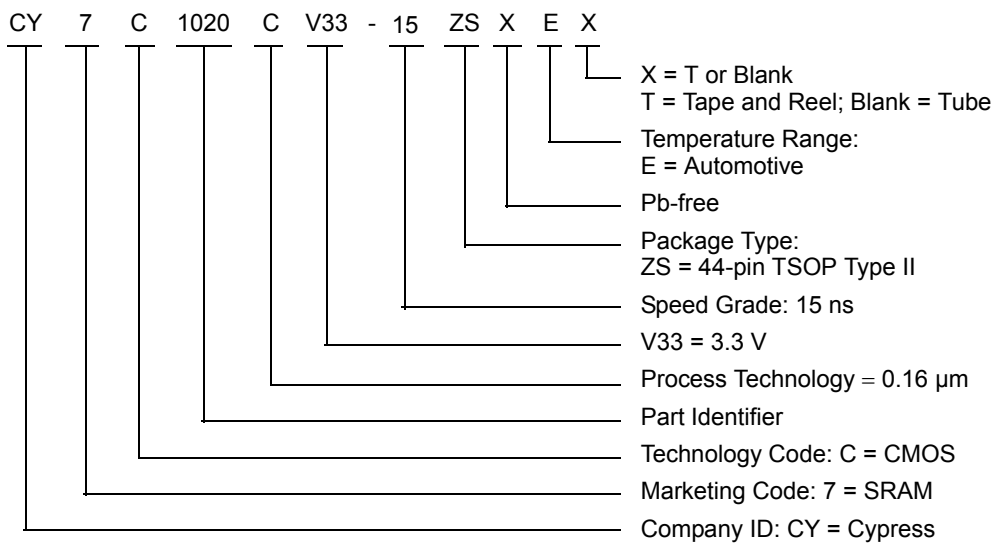 CY 7 C 1020 C V33 - 15 ZS X E X
X = T or Blank
T = Tape and Reel; Blank = Tube
Temperature Range:
E = Automotive
Pb-free
Package Type:
ZS = 44-pin TSOP Type II
Speed Grade: 15 ns
V33 = 3.3 V
Process Technology = 0.16 µm
Part Identifier
Technology Code: C = CMOS
Marketing Code: 7 = SRAM
Company ID: CY = Cypress